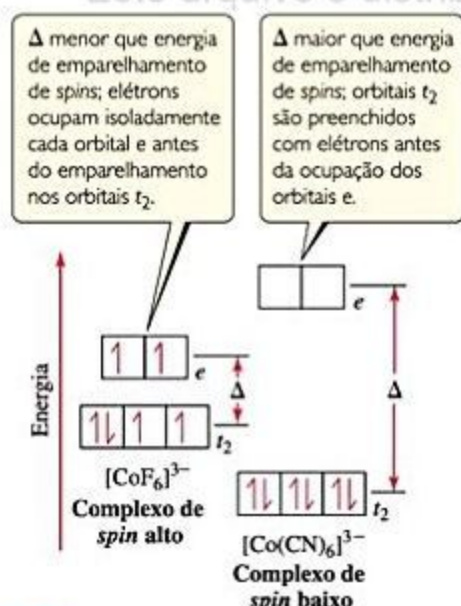 Δ menor que energia
de emparelhamento
de spins; elétrons
ocupam isoladamente
cada orbital e antes
do emparelhamento
nos orbitais t₂.
Δ maior que energia
de emparelhamento
de spins; orbitais t₂
são preenchidos
com elétrons antes
da ocupação dos
orbitais e.
Energia
e
Δ
t₂
[CoF₆]³⁻
Complexo de
spin alto
e
Δ
t₂
[Co(CN)₆]³⁻
Complexo de
spin baixo